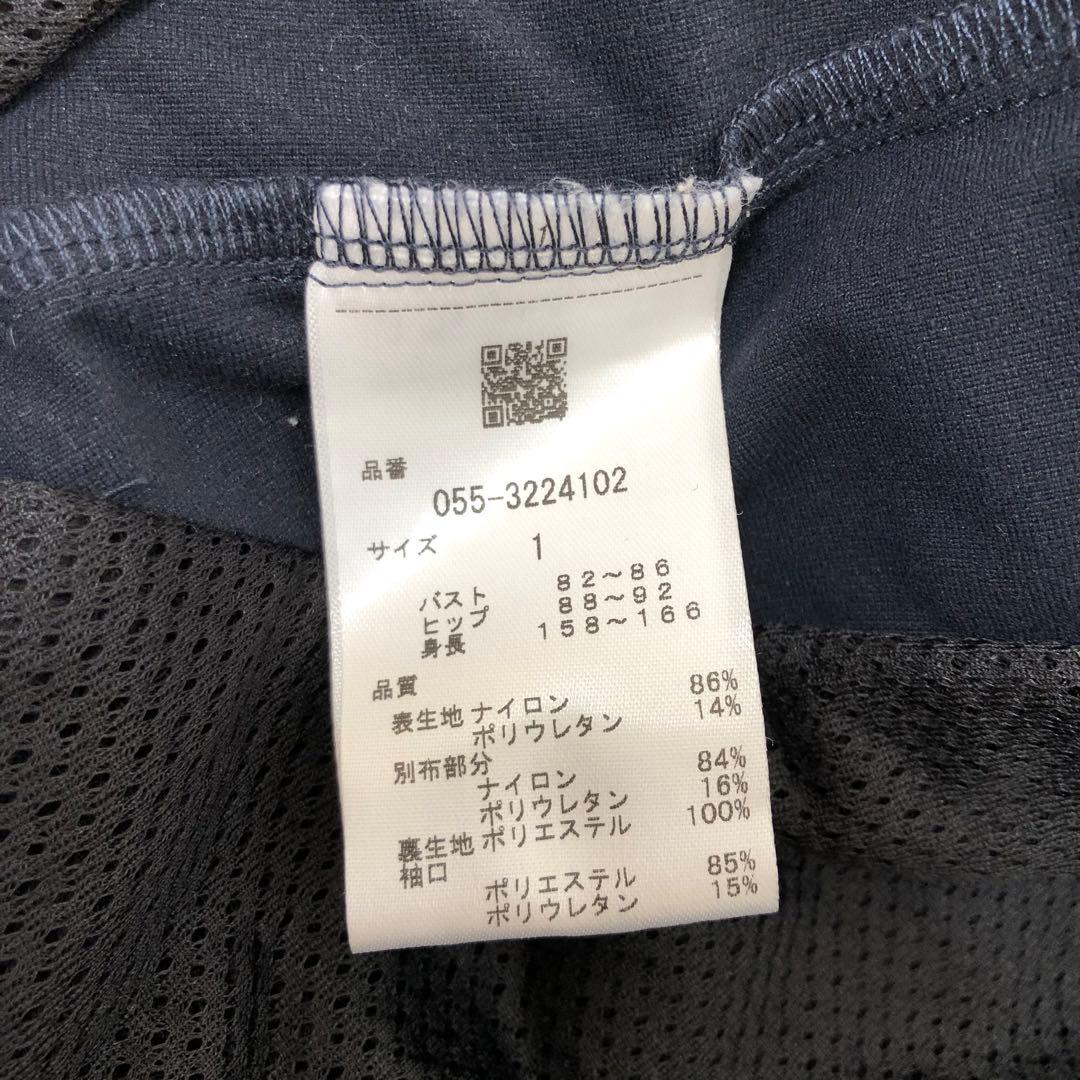 品番
055-3224102
サイズ 1
バスト 82～86
ヒップ 88～92
身長 158～166
品質
表生地 ナイロン 86%
ポリウレタン 14%
別布部分
ナイロン 84%
ポリウレタン 16%
裏生地 ポリエステル 100%
袖口
ポリエステル 85%
ポリウレタン 15%